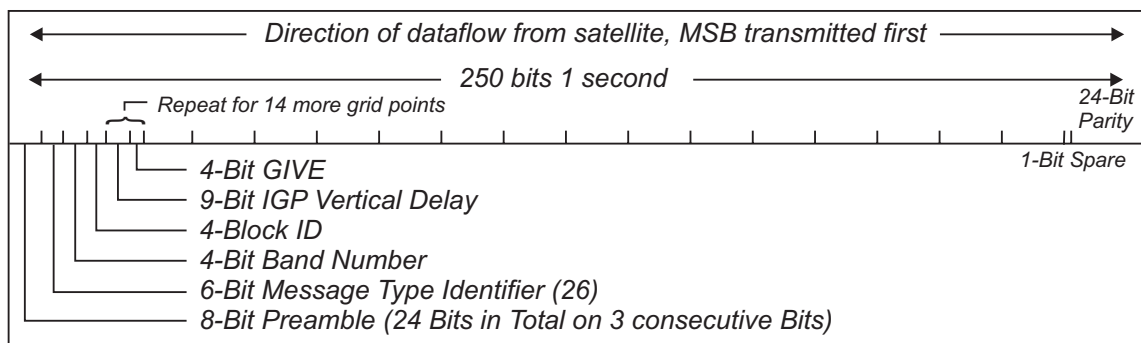 Direction of dataflow from satellite, MSB transmitted first
250 bits 1 second
Repeat for 14 more grid points
24-Bit
Parity
1-Bit Spare
4-Bit GIVE
9-Bit IGP Vertical Delay
4-Block ID
4-Bit Band Number
6-Bit Message Type Identifier (26)
8-Bit Preamble (24 Bits in Total on 3 consecutive Bits)